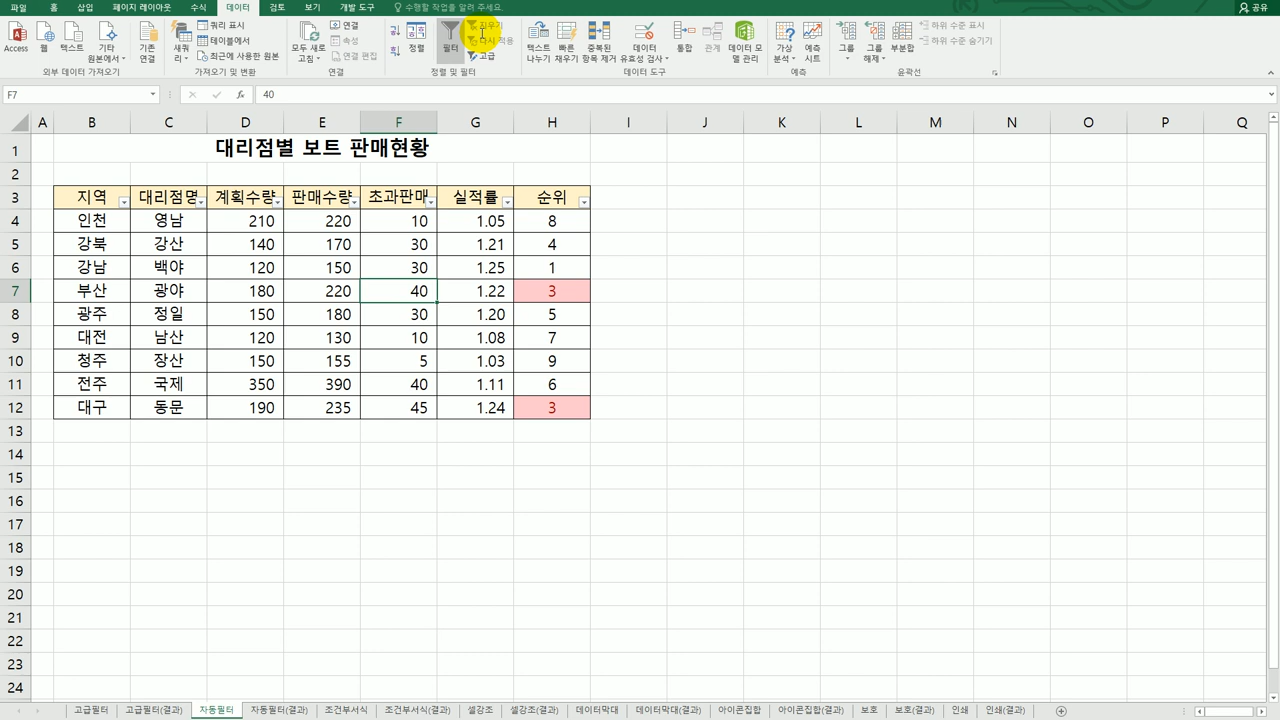 파일 홈 삽입 페이지 레이아웃 수식 데이터 검토 보기 개발 도구 수행할 작업을 알려 주세요. 공유
Access 웹 텍스트 기타 원본에서 기존 연결 새쿼리 쿼리 표시 테이블에서 최근에 사용한 원본 모두 새로 고침 연결 속성 연결 편집 정렬 필터 지우기 다시 적용 고급 텍스트 나누기 빠른 채우기 중복된 항목 제거 데이터 유효성 검사 통합 관계 데이터 모델 관리 가상 분석 예측 시트 그룹 그룹 해제 부분합 하위 수준 표시 하위 수준 숨기기
외부 데이터 가져오기 가져오기 및 변환 연결 정렬 및 필터 데이터 도구 예측 윤곽선
F7 fx 40
A B C D E F G H I J K L M N O P Q
1 대리점별 보트 판매현황
2
3 지역 대리점명 계획수량 판매수량 초과판매 실적률 순위
4 인천 영남 210 220 10 1.05 8
5 강북 강산 140 170 30 1.21 4
6 강남 백야 120 150 30 1.25 1
7 부산 광야 180 220 40 1.22 3
8 광주 정일 150 180 30 1.20 5
9 대전 남산 120 130 10 1.08 7
10 청주 장산 150 155 5 1.03 9
11 전주 국제 350 390 40 1.11 6
12 대구 동문 190 235 45 1.24 3
13
14
15
16
17
18
19
20
21
22
23
24
고급필터 고급필터(결과) 자동필터 자동필터(결과) 조건부서식 조건부서식(결과) 셀강조 셀강조(결과) 데이터막대 데이터막대(결과) 아이콘집합 아이콘집합(결과) 보호 보호(결과) 인쇄 인쇄(결과)